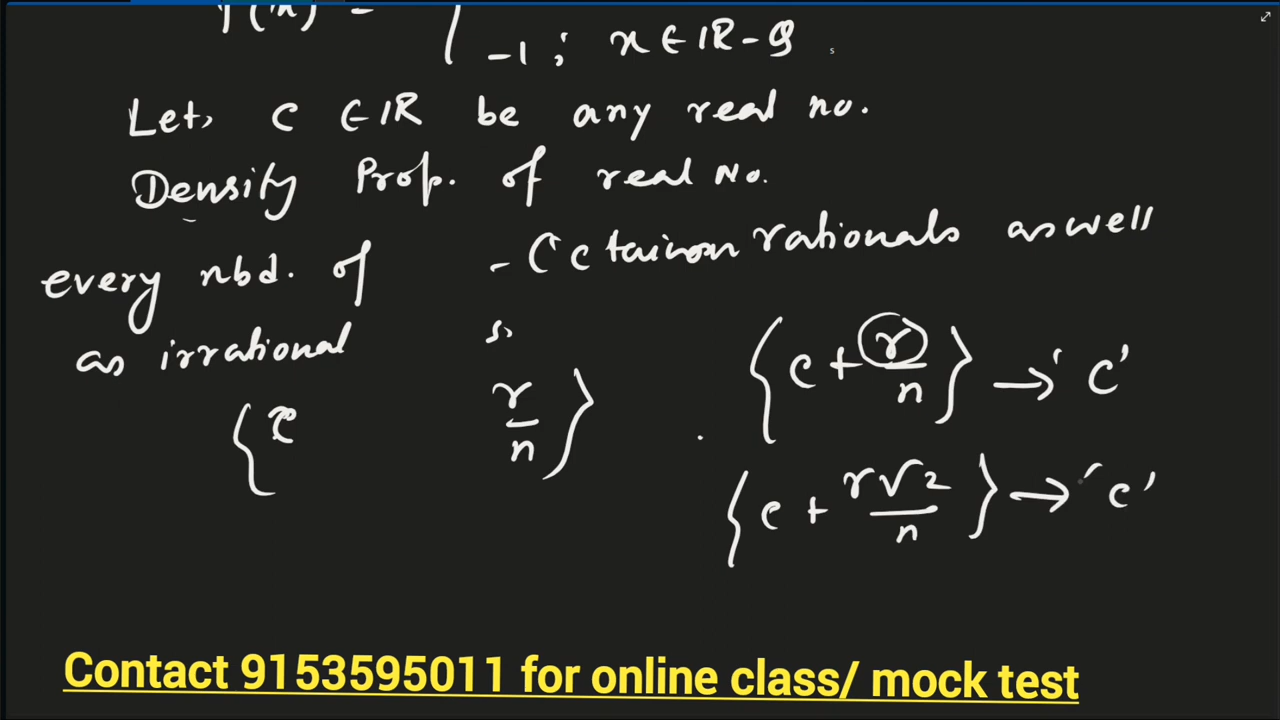 f(x) =
-1 ; x ∈ IR - Q
Let, c ∈ IR be any real no.
Density Prop. of real No.
every nbd. of - C c tainon rationals as well
as irrational s,
{ c r/n }
{ c + r/n } → 'c'
{ c + r√2/n } → 'c'
Contact 9153595011 for online class/ mock test